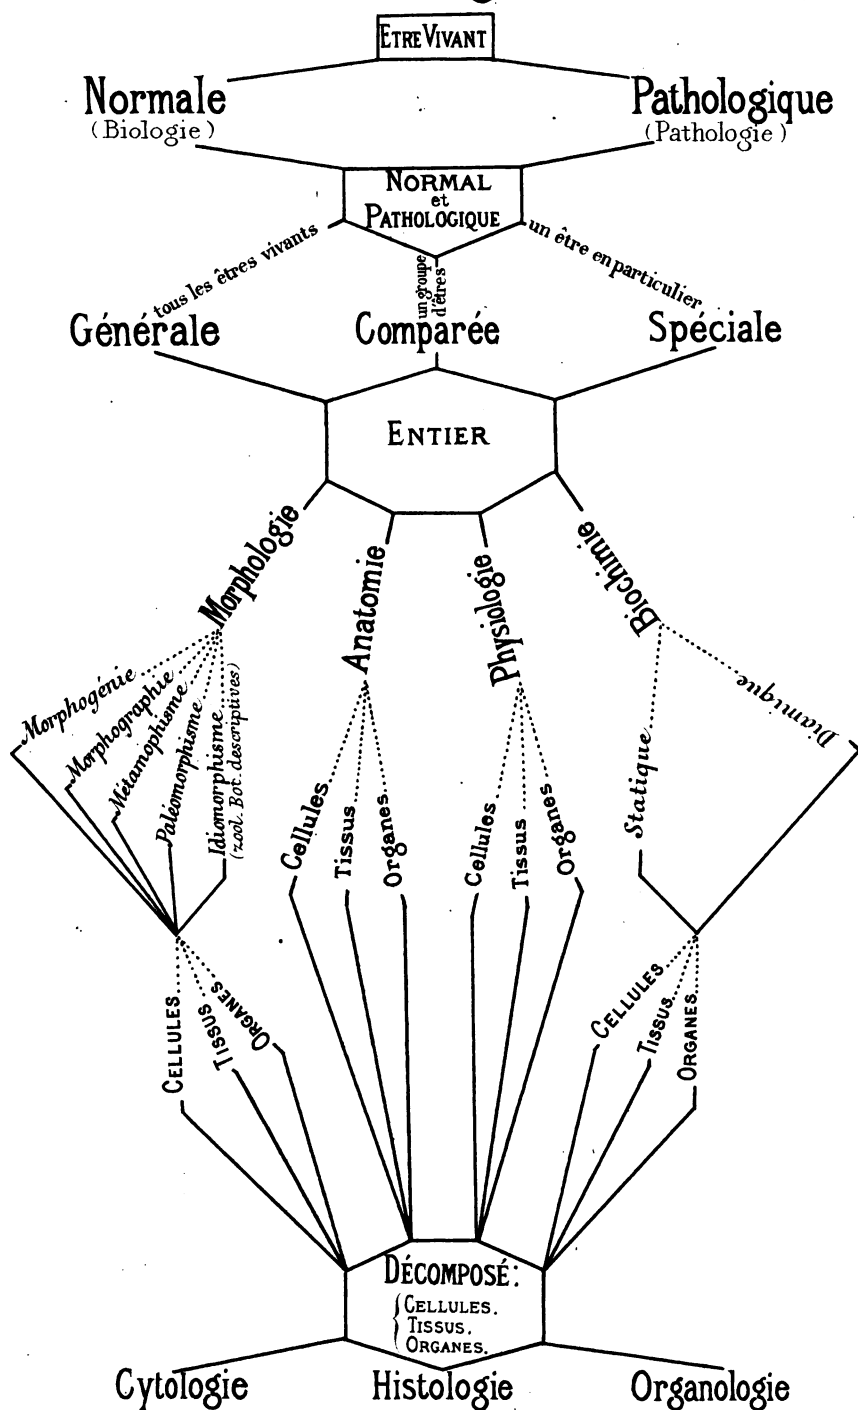 ETRE VIVANT
Normale
(Biologie)
Pathologique
(Pathologie)
NORMAL
et
PATHOLOGIQUE
tous les êtres vivants
un groupe
d'êtres
un être en particulier
Générale
Comparée
Spéciale
ENTIER
Morphologie
Anatomie
Physiologie
Biochimie
Morphogénie
Morphographie
Métamophisme
Paléomorphisme
Idiomorphisme
(zool. Bot. descriptives)
Cellules
Tissus
Organes
Cellules
Tissus
Organes
Statique
Diamique
CELLULES
TISSUS
ORGANES
CELLULES
TISSUS
ORGANES
DÉCOMPOSÉ:
CELLULES.
TISSUS.
ORGANES.
Cytologie
Histologie
Organologie